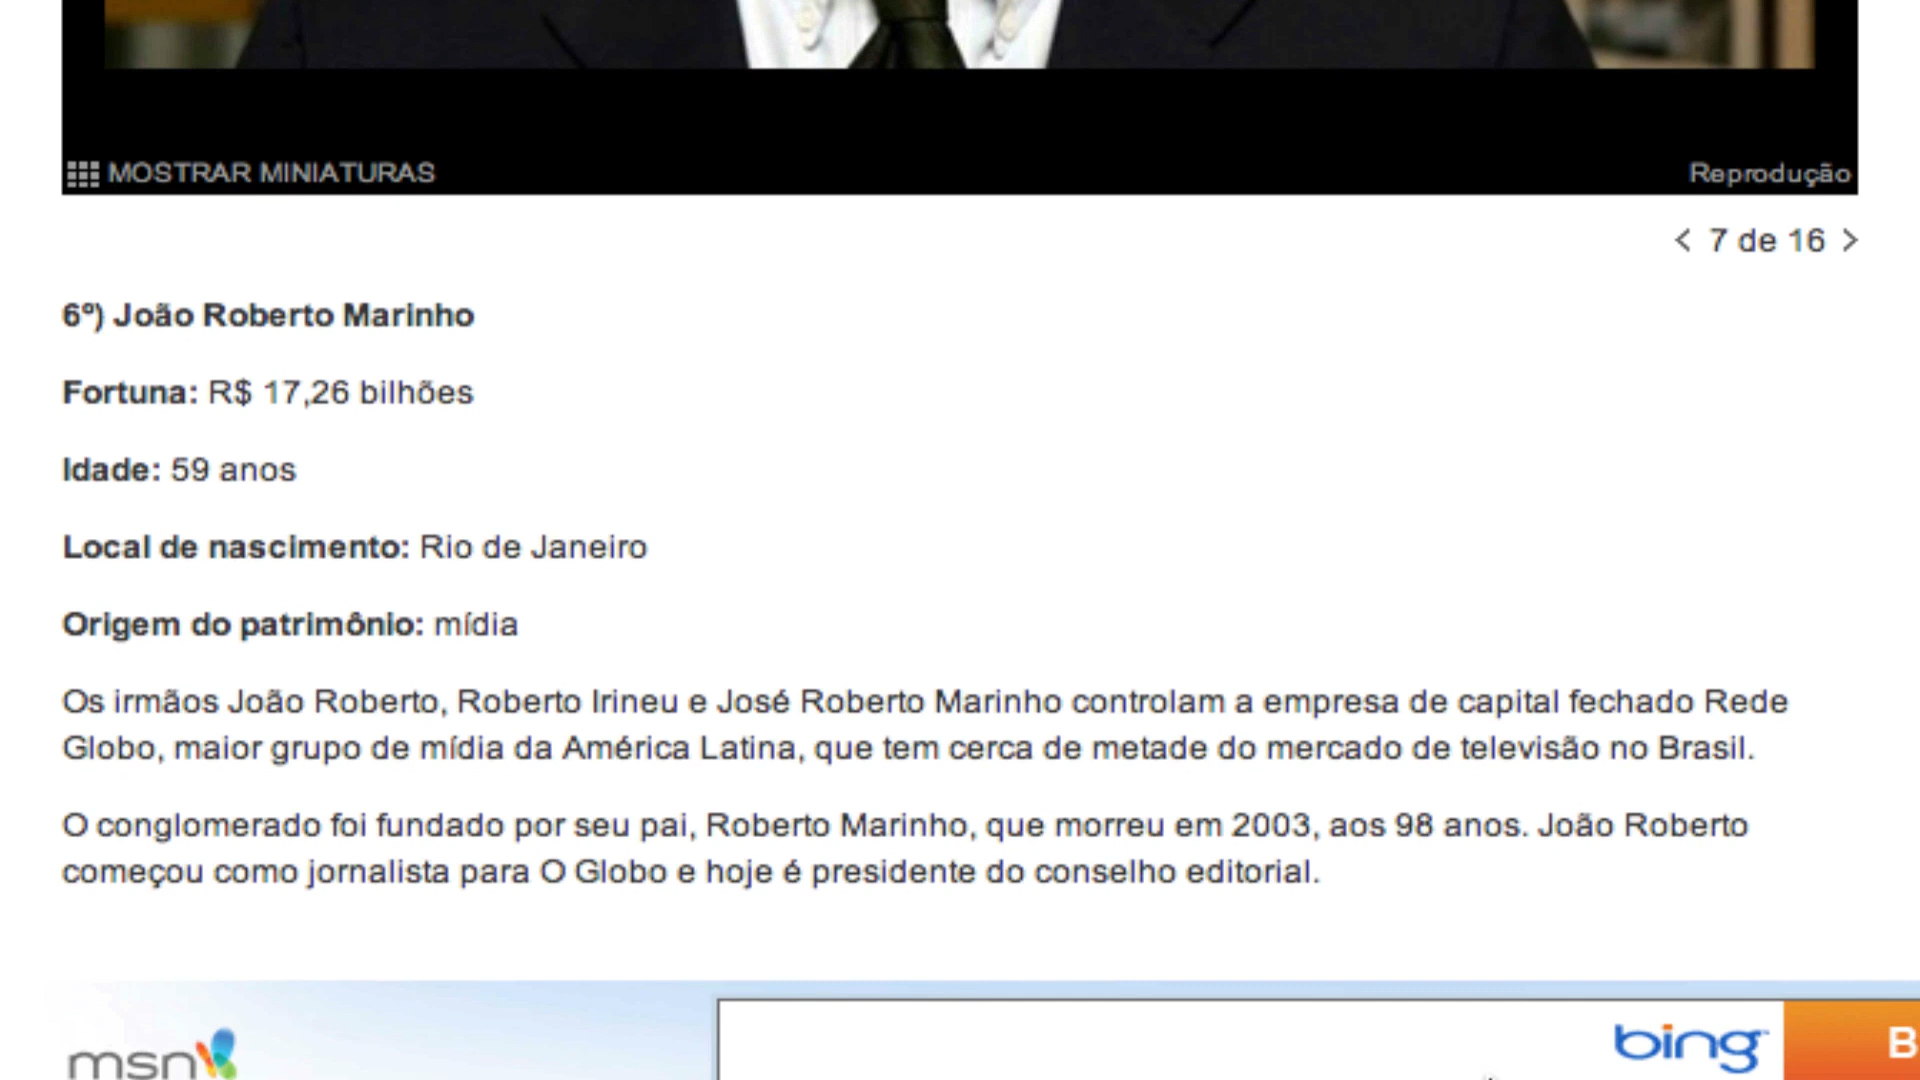 MOSTRAR MINIATURAS
Reprodução
< 7 de 16 >
6º) João Roberto Marinho
Fortuna: R$ 17,26 bilhões
Idade: 59 anos
Local de nascimento: Rio de Janeiro
Origem do patrimônio: mídia
Os irmãos João Roberto, Roberto Irineu e José Roberto Marinho controlam a empresa de capital fechado Rede
Globo, maior grupo de mídia da América Latina, que tem cerca de metade do mercado de televisão no Brasil.
O conglomerado foi fundado por seu pai, Roberto Marinho, que morreu em 2003, aos 98 anos. João Roberto
começou como jornalista para O Globo e hoje é presidente do conselho editorial.
msn
bing
B